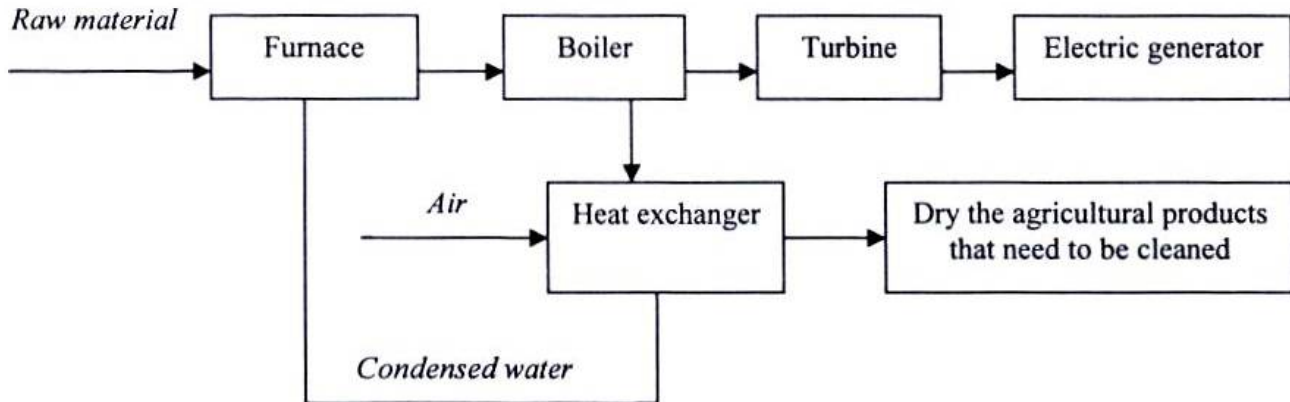 Raw material
Furnace
Boiler
Turbine
Electric generator
Air
Heat exchanger
Dry the agricultural products
that need to be cleaned
Condensed water